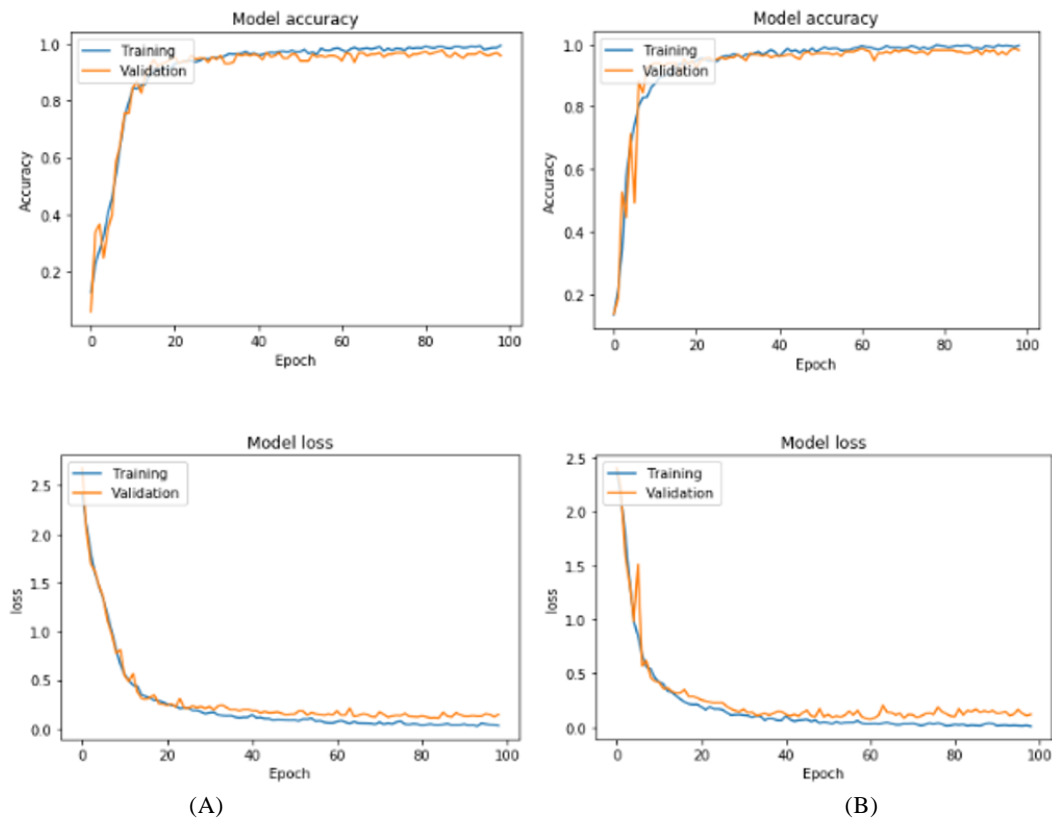 Model accuracy
1.0
0.8
0.6
0.4
0.2
Accuracy
Training
Validation
0 20 40 60 80 100
Epoch
Model accuracy
1.0
0.8
0.6
0.4
0.2
Accuracy
Training
Validation
0 20 40 60 80 100
Epoch
Model loss
2.5
2.0
1.5
1.0
0.5
0.0
loss
Training
Validation
0 20 40 60 80 100
Epoch
(A)
Model loss
2.5
2.0
1.5
1.0
0.5
0.0
loss
Training
Validation
0 20 40 60 80 100
Epoch
(B)